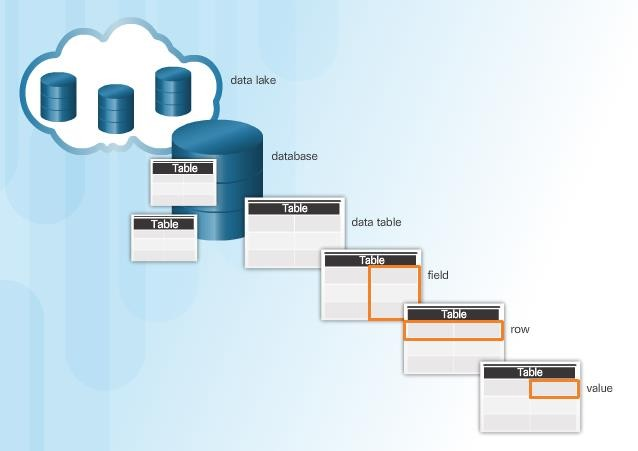 data lake
database
Table
Table
Table
data table
Table
field
Table
row
Table
value